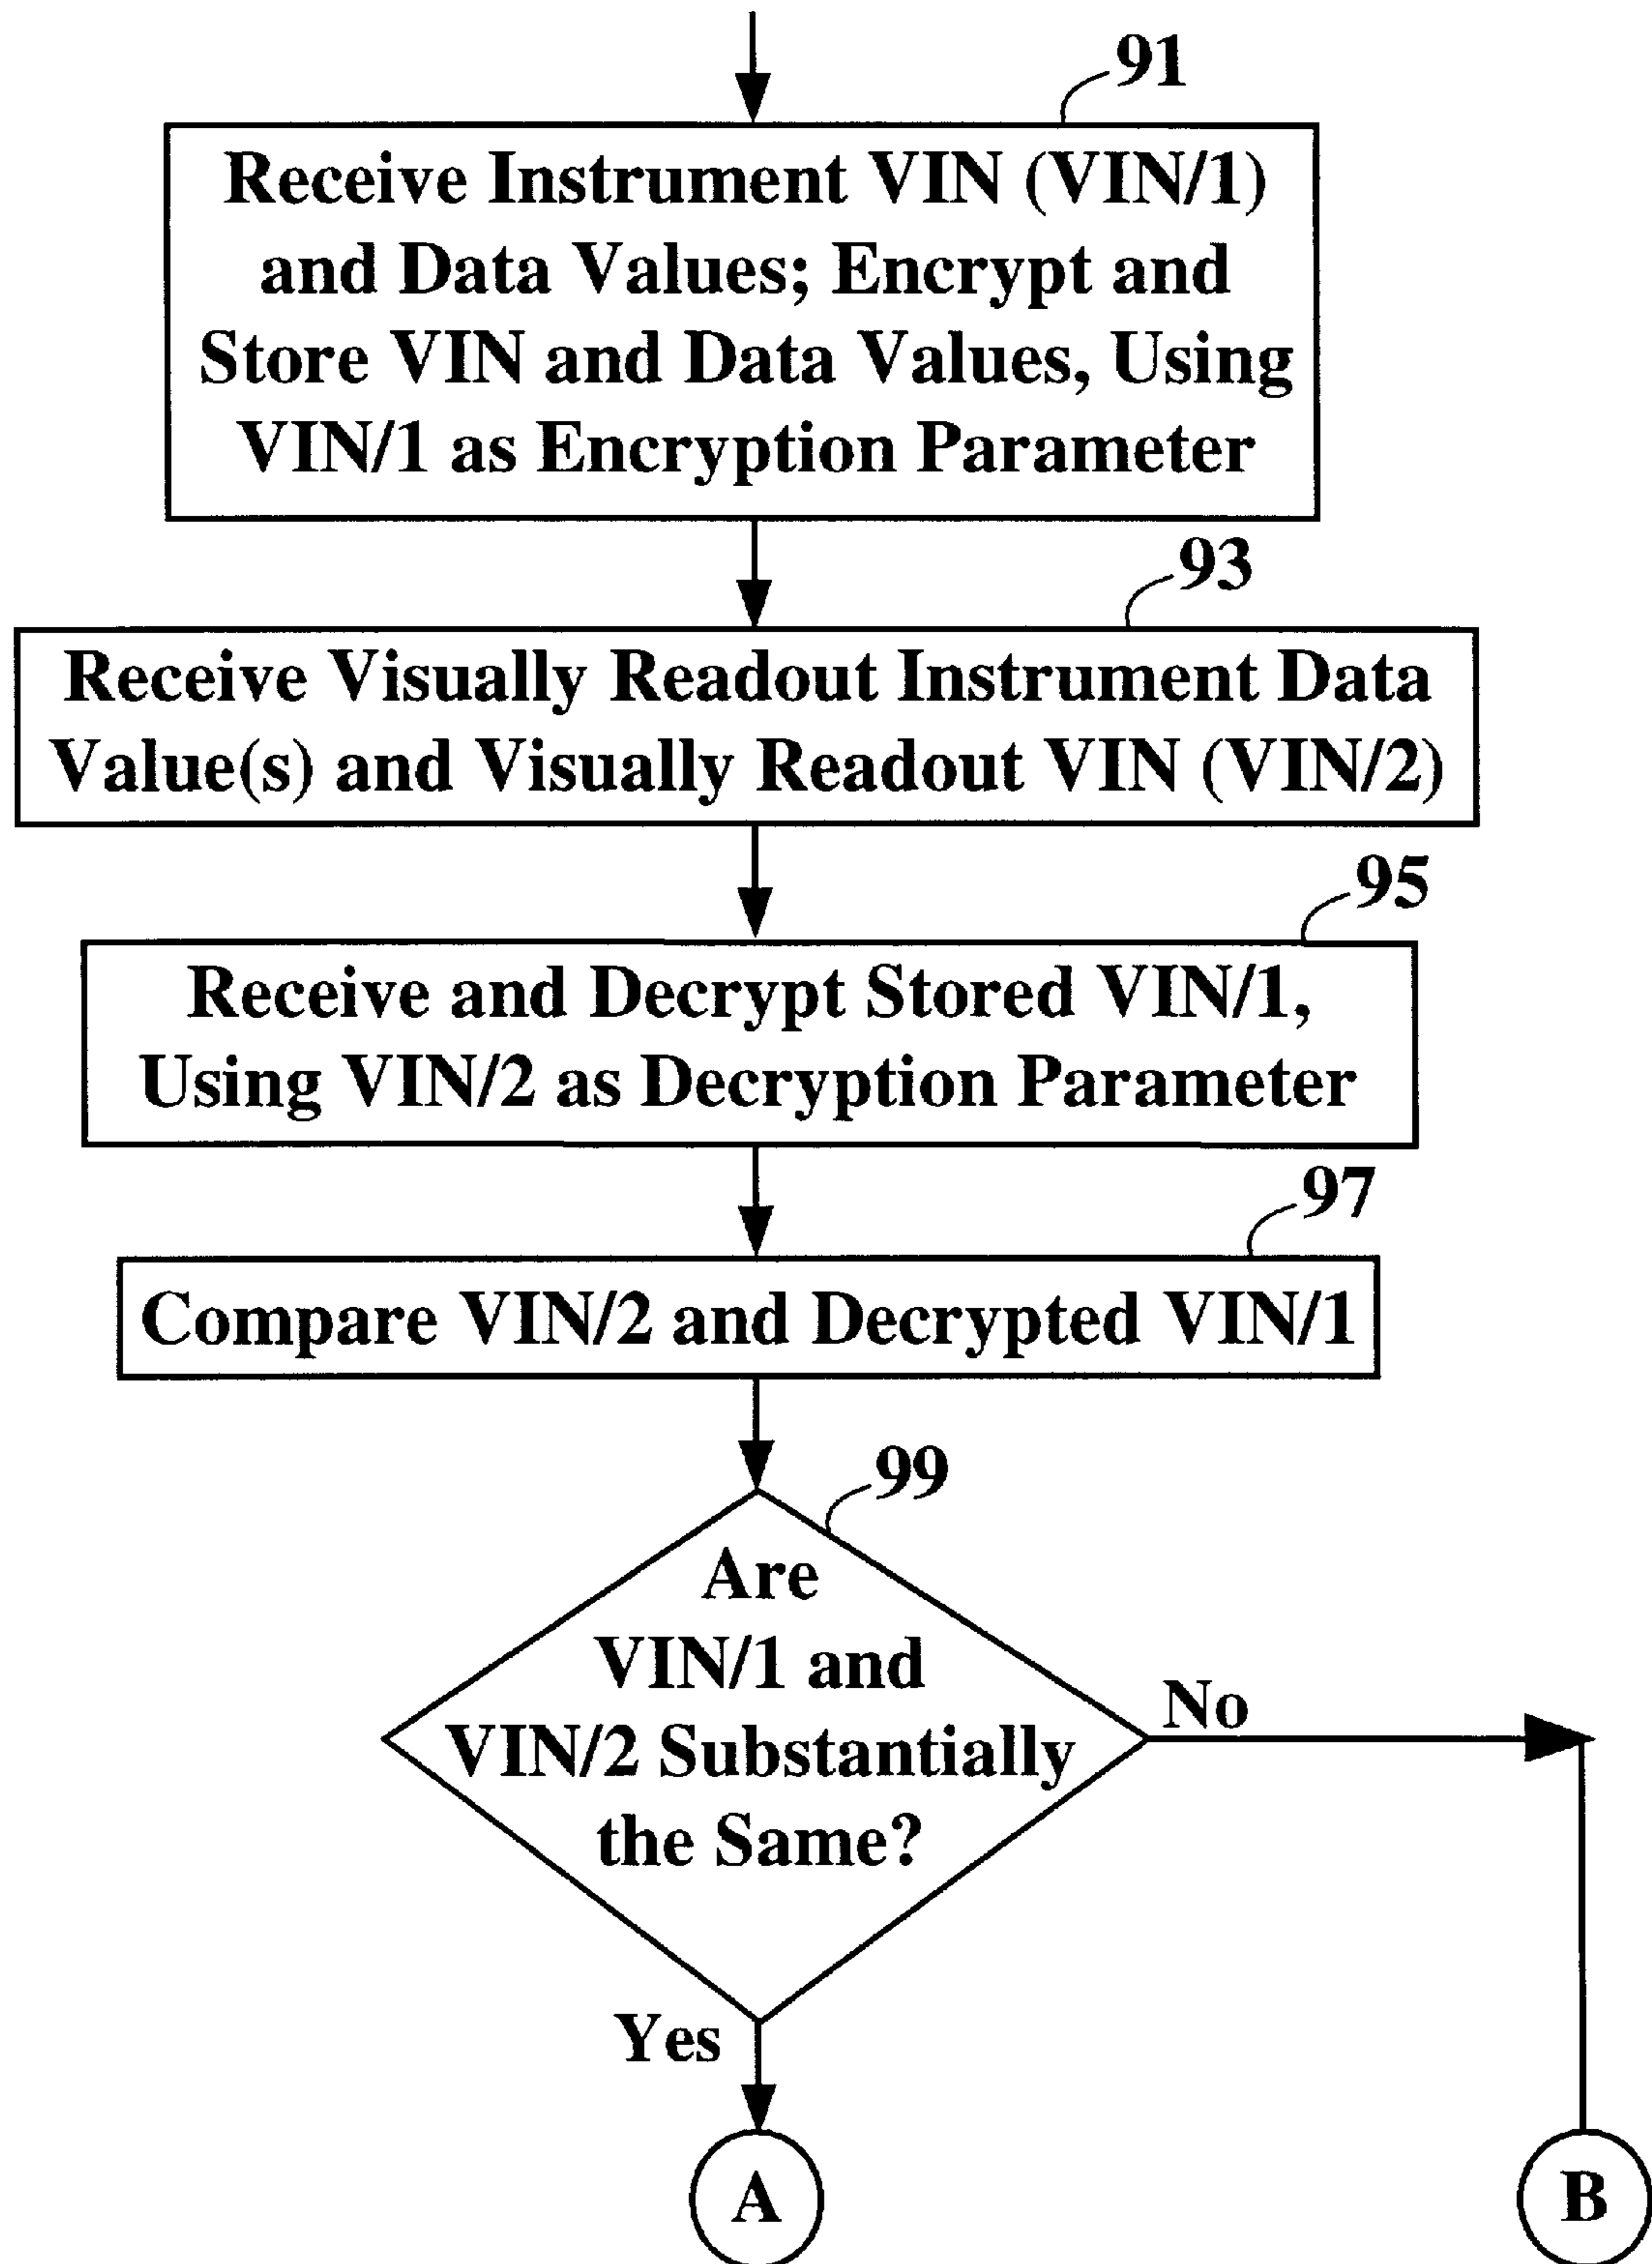 91
Receive Instrument VIN (VIN/1)
and Data Values; Encrypt and
Store VIN and Data Values, Using
VIN/1 as Encryption Parameter
93
Receive Visually Readout Instrument Data
Value(s) and Visually Readout VIN (VIN/2)
95
Receive and Decrypt Stored VIN/1,
Using VIN/2 as Decryption Parameter
97
Compare VIN/2 and Decrypted VIN/1
99
Are
VIN/1 and
VIN/2 Substantially
the Same?
No
Yes
A
B